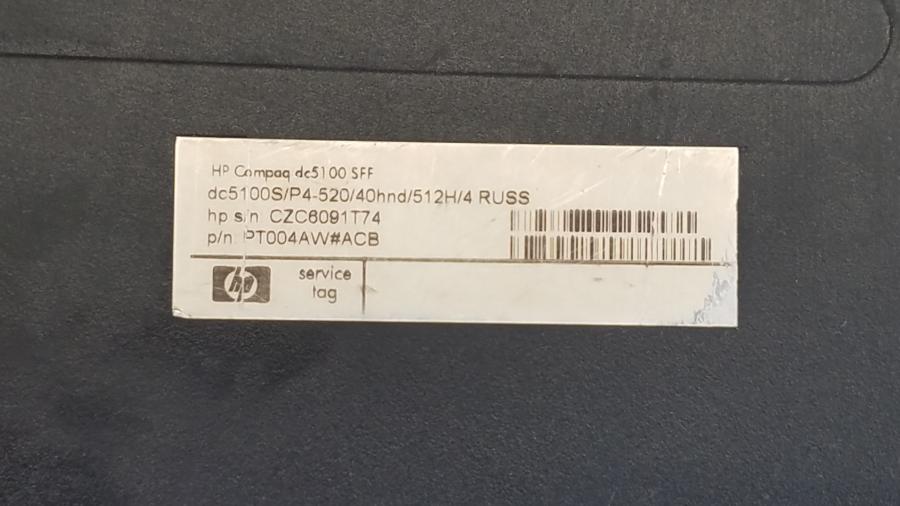 HP Compaq dc5100 SFF
dc5100S/P4-520/40hnd/512H/4 RUSS
hp s/n: CZC6091T74
p/n: PT004AW#ACB
hp
service
tag